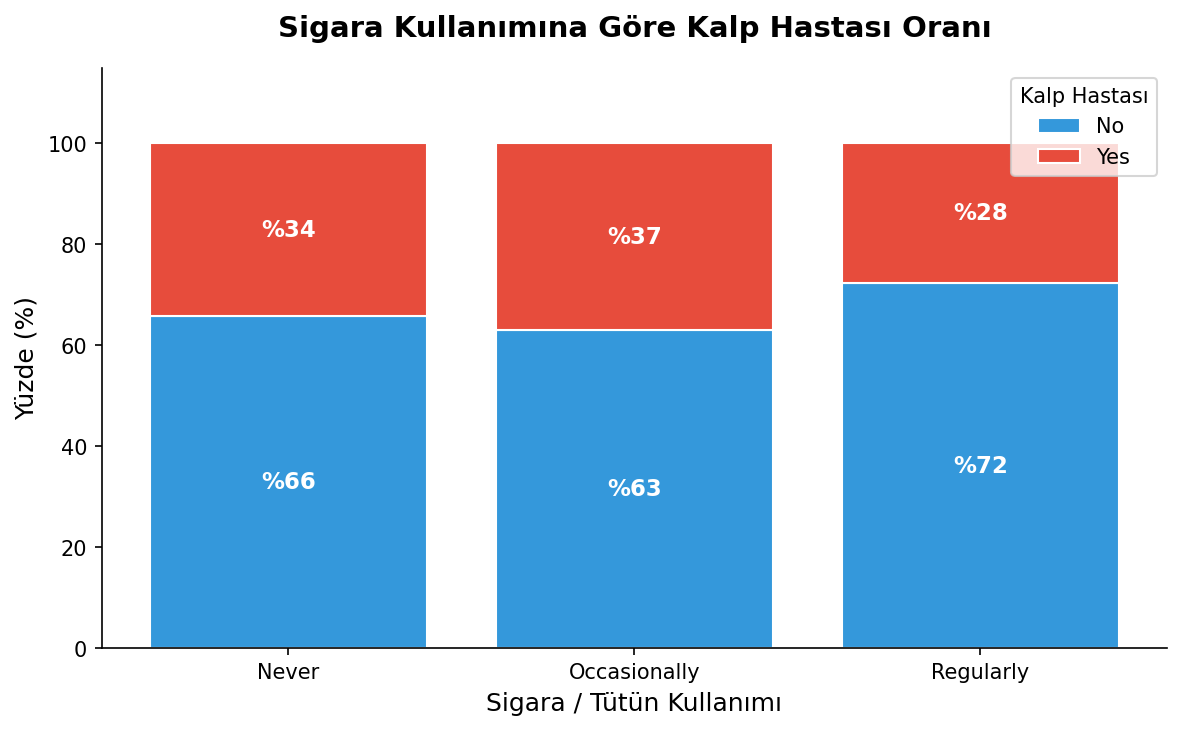 Sigara Kullanımına Göre Kalp Hastası Oranı
Kalp Hastası
No
Yes
Yüzde (%)
100
80
60
40
20
0
%34
%37
%28
%66
%63
%72
Never
Occasionally
Regularly
Sigara / Tütün Kullanımı